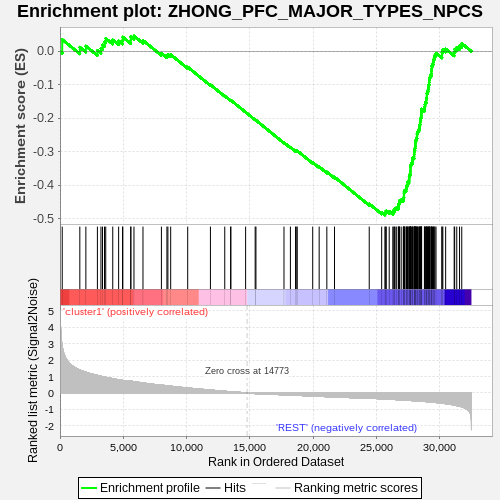 Enrichment plot: ZHONG_PFC_MAJOR_TYPES_NPCS
Enrichment score (ES)
0.0
-0.1
-0.2
-0.3
-0.4
-0.5
'cluster1' (positively correlated)
Ranked list metric (Signal2Noise)
5
4
3
2
1
0
-1
-2
Zero cross at 14773
'REST' (negatively correlated)
0
5,000
10,000
15,000
20,000
25,000
30,000
Rank in Ordered Dataset
Enrichment profile
Hits
Ranking metric scores